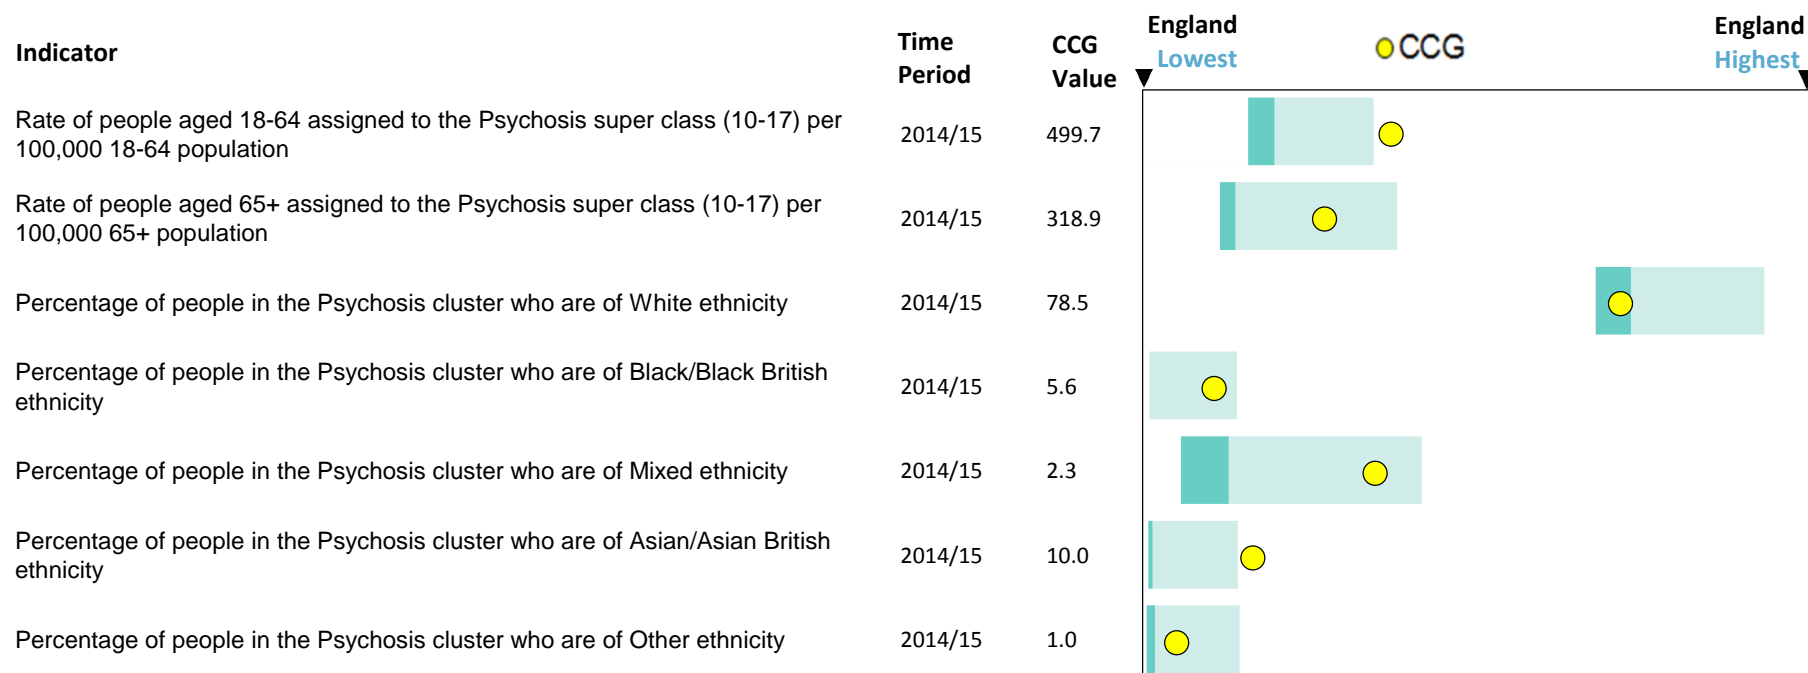 Indicator
Time Period
CCG Value
England Lowest
CCG
England Highest
Rate of people aged 18-64 assigned to the Psychosis super class (10-17) per
100,000 18-64 population
2014/15
499.7
Rate of people aged 65+ assigned to the Psychosis super class (10-17) per
100,000 65+ population
2014/15
318.9
Percentage of people in the Psychosis cluster who are of White ethnicity
2014/15
78.5
Percentage of people in the Psychosis cluster who are of Black/Black British
ethnicity
2014/15
5.6
Percentage of people in the Psychosis cluster who are of Mixed ethnicity
2014/15
2.3
Percentage of people in the Psychosis cluster who are of Asian/Asian British
ethnicity
2014/15
10.0
Percentage of people in the Psychosis cluster who are of Other ethnicity
2014/15
1.0